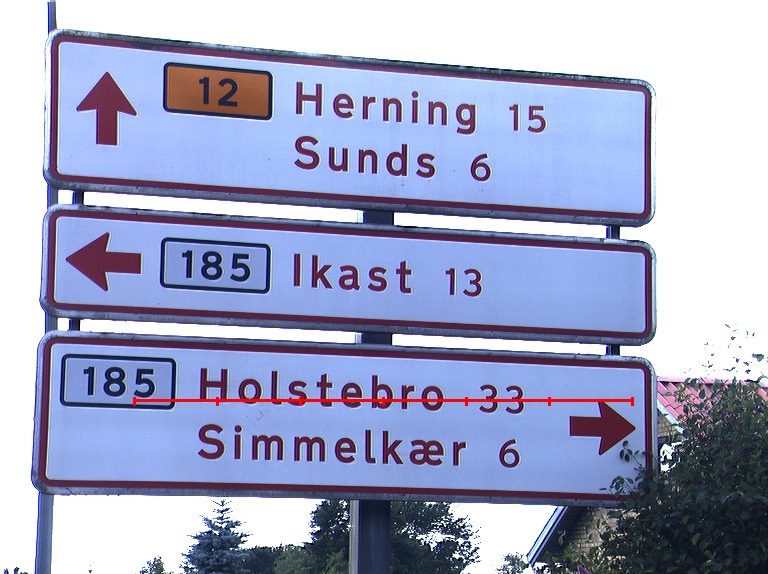 12 Herning 15
Sunds 6
185 Ikast 13
185 Holstebro 33
Simmelkær 6